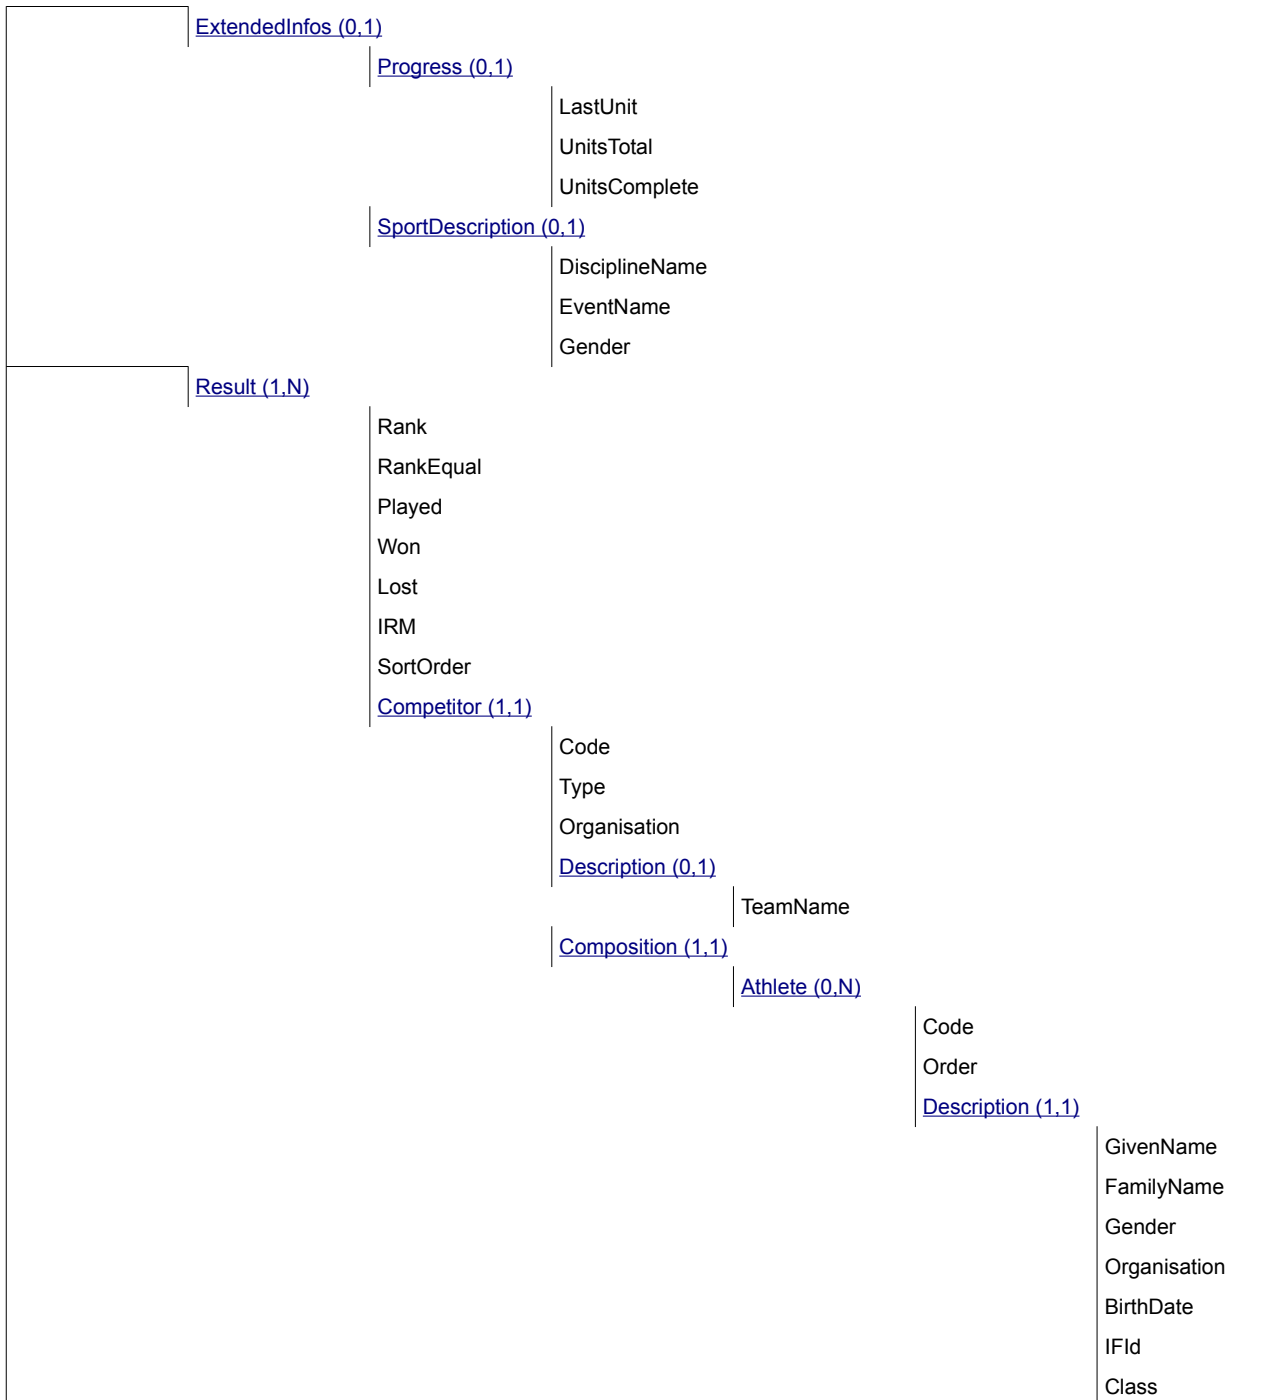 ExtendedInfos (0,1)
Progress (0,1)
LastUnit
UnitsTotal
UnitsComplete
SportDescription (0,1)
DisciplineName
EventName
Gender
Result (1,N)
Rank
RankEqual
Played
Won
Lost
IRM
SortOrder
Competitor (1,1)
Code
Type
Organisation
Description (0,1)
TeamName
Composition (1,1)
Athlete (0,N)
Code
Order
Description (1,1)
GivenName
FamilyName
Gender
Organisation
BirthDate
IFId
Class